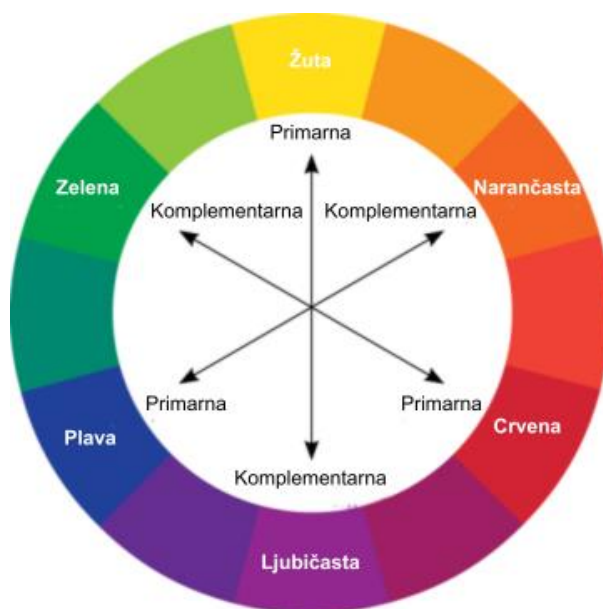 Žuta
Primarna
Zelena
Narančasta
Komplementarna
Komplementarna
Primarna
Primarna
Plava
Crvena
Komplementarna
Ljubičasta